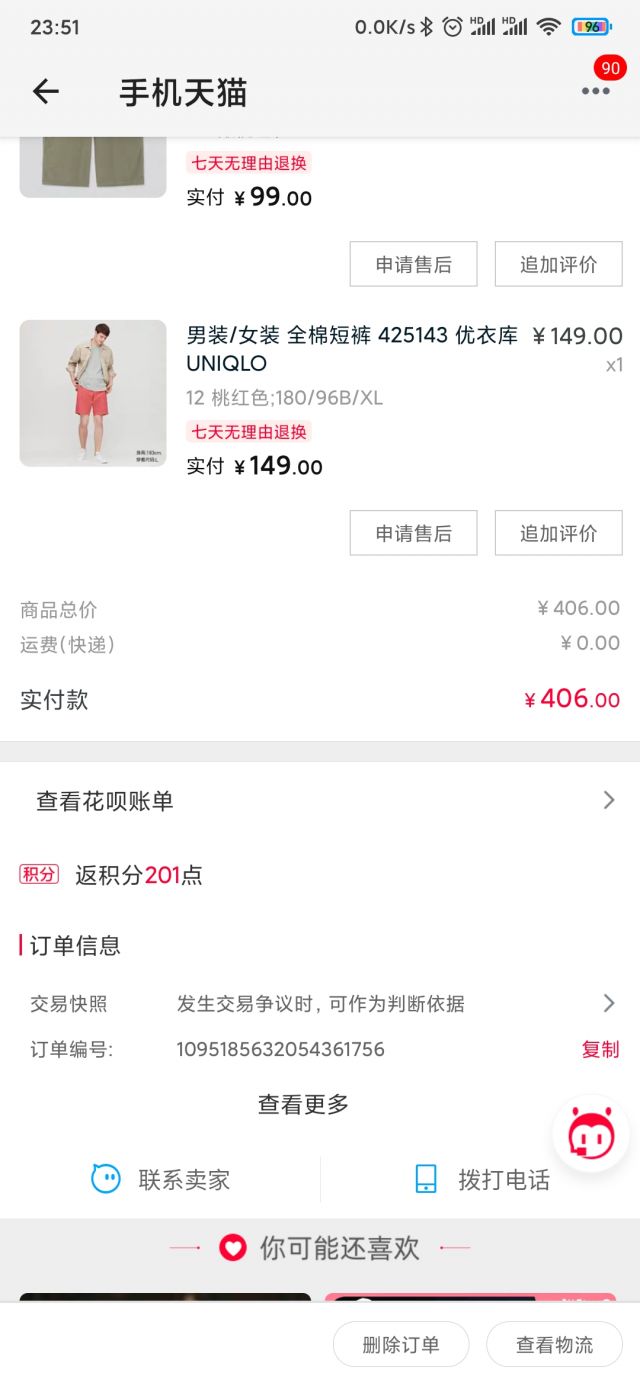 23:51
0.0K/s HD HD 96
手机天猫
90
七天无理由退换
实付 ¥99.00
申请售后
追加评价
男装/女装 全棉短裤 425143 优衣库 ¥149.00
UNIQLO
x1
12 桃红色;180/96B/XL
七天无理由退换
实付 ¥149.00
申请售后
追加评价
商品总价
¥406.00
运费(快递)
¥0.00
实付款
¥406.00
查看花呗账单
积分 返积分201点
订单信息
交易快照
发生交易争议时,可作为判断依据
订单编号:
1095185632054361756
复制
查看更多
联系卖家
拨打电话
你可能还喜欢
删除订单
查看物流